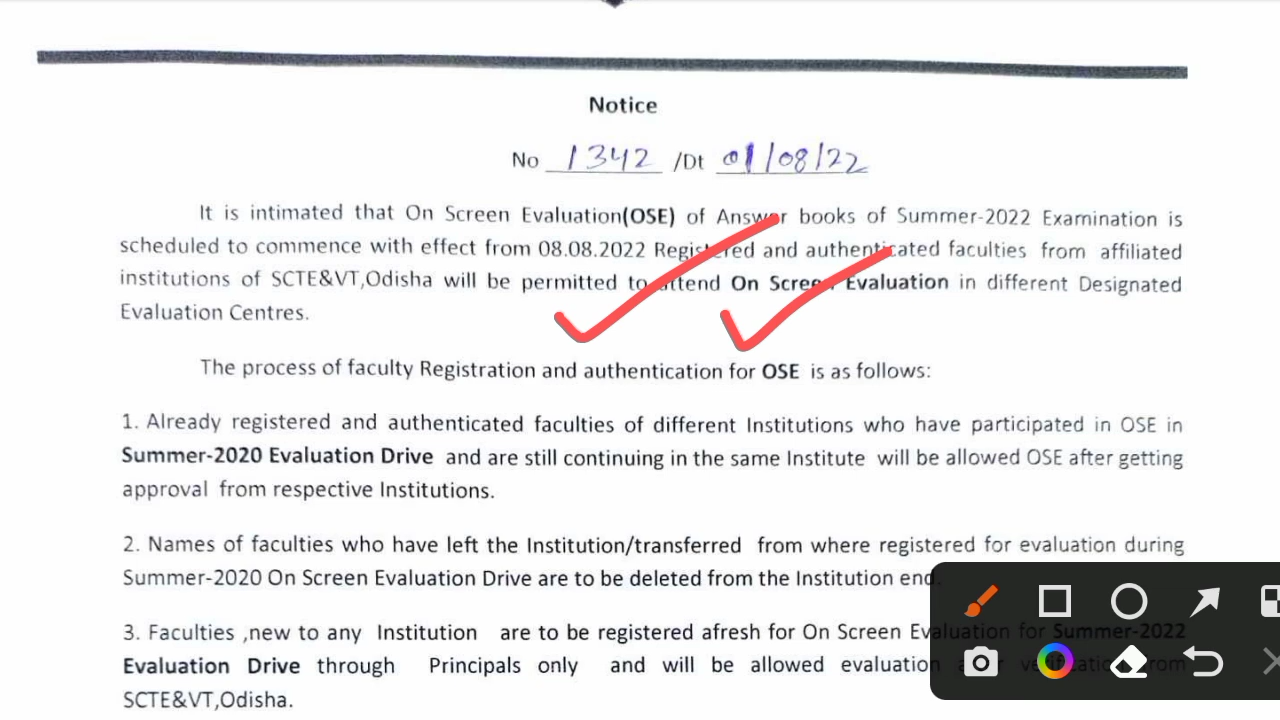 Notice
No 1342 /Dt 01/08/22
It is intimated that On Screen Evaluation(OSE) of Answer books of Summer-2022 Examination is
scheduled to commence with effect from 08.08.2022 Registered and authenticated faculties from affiliated
institutions of SCTE&VT,Odisha will be permitted to attend On Screen Evaluation in different Designated
Evaluation Centres.
The process of faculty Registration and authentication for OSE is as follows:
1. Already registered and authenticated faculties of different Institutions who have participated in OSE in
Summer-2020 Evaluation Drive and are still continuing in the same Institute will be allowed OSE after getting
approval from respective Institutions.
2. Names of faculties who have left the Institution/transferred from where registered for evaluation during
Summer-2020 On Screen Evaluation Drive are to be deleted from the Institution end.
3. Faculties ,new to any Institution are to be registered afresh for On Screen Evaluation for Summer-2022
Evaluation Drive through Principals only and will be allowed evaluation from
SCTE&VT,Odisha.